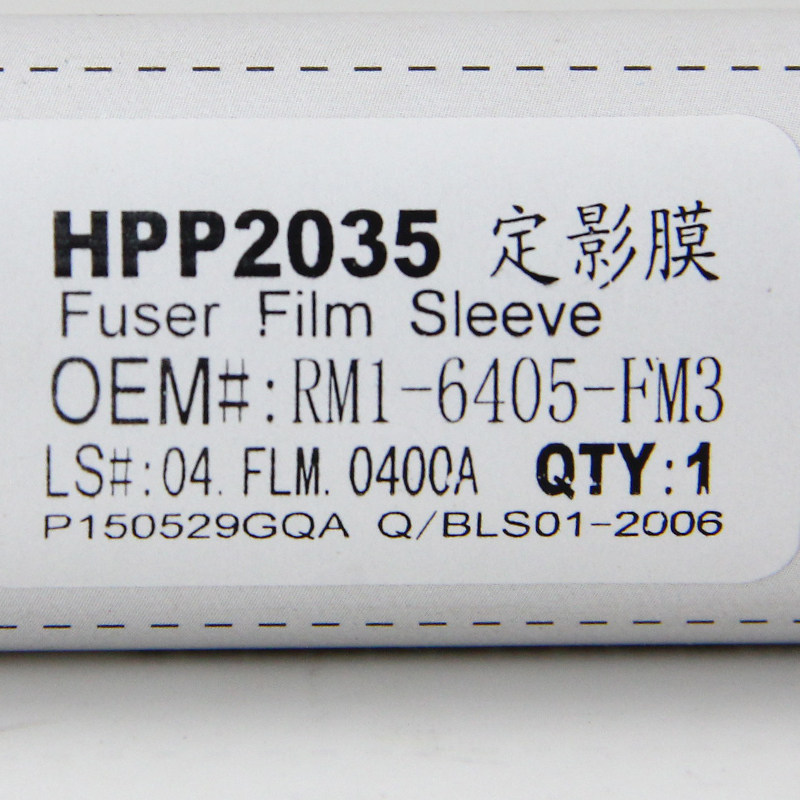 HPP2035 定影膜
Fuser Film Sleeve
OEM#:RM1-6405-FM3
LS#:04.FLM.0400A QTY:1
P150529GQA Q/BLS01-2006